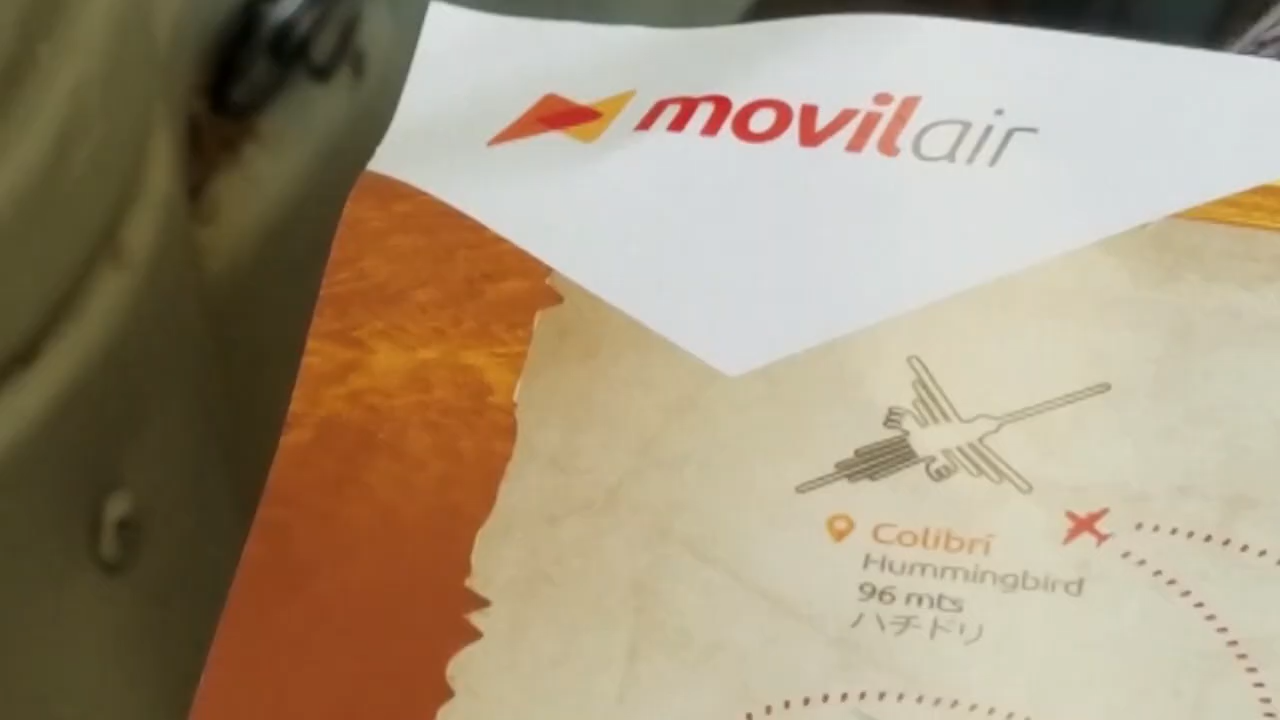 movilair
Colibrí
Hummingbird
96 mts
ハチドリ